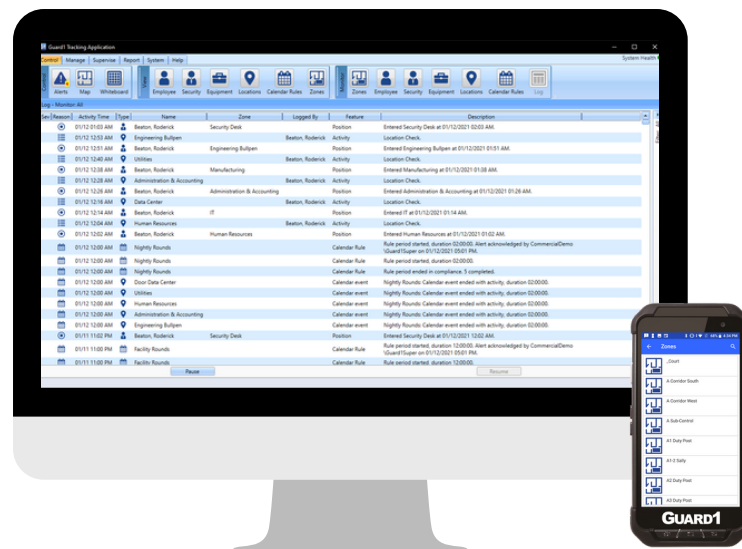 Guard1 Tracking Application
Control Manage Supervise Report System Help System Health
Control Alerts Map Whiteboard View Employee Security Equipment Locations Calendar Rules Zones Monitor Zones Employee Security Equipment Locations Calendar Rules Log
Log - Monitor All
Sev Reason Activity Time Type Name Zone Logged By Feature Description
01/12 01:03 AM Beaton, Roderick Security Desk Position Entered Security Desk at 01/12/2021 02:03 AM.
01/12 12:53 AM Engineering Bullpen Beaton, Roderick Activity Location Check.
01/12 12:51 AM Beaton, Roderick Engineering Bullpen Position Entered Engineering Bullpen at 01/12/2021 01:51 AM.
01/12 12:40 AM Utilities Beaton, Roderick Activity Location Check.
01/12 12:38 AM Beaton, Roderick Manufacturing Position Entered Manufacturing at 01/12/2021 01:38 AM.
01/12 12:28 AM Administration & Accounting Beaton, Roderick Activity Location Check.
01/12 12:26 AM Beaton, Roderick Administration & Accounting Position Entered Administration & Accounting at 01/12/2021 01:26 AM.
01/12 12:16 AM Data Center Beaton, Roderick Activity Location Check.
01/12 12:14 AM Beaton, Roderick IT Position Entered IT at 01/12/2021 01:14 AM.
01/12 12:04 AM Human Resources Beaton, Roderick Activity Location Check.
01/12 12:02 AM Beaton, Roderick Human Resources Position Entered Human Resources at 01/12/2021 01:02 AM.
01/12 12:00 AM Nightly Rounds Calendar Rule Rule period started, duration 02:00:00. Alert acknowledged by CommercialDemo
\Guard1Super on 01/12/2021 05:01 PM.
01/12 12:00 AM Nightly Rounds Calendar Rule Rule period started, duration 02:00:00.
01/12 12:00 AM Nightly Rounds Calendar Rule Rule period ended in compliance. 5 completed.
01/12 12:00 AM Door Data Center Calendar event Nightly Rounds: Calendar event ended with activity, duration 02:00:00.
01/12 12:00 AM Utilities Calendar event Nightly Rounds: Calendar event ended with activity, duration 02:00:00.
01/12 12:00 AM Human Resources Calendar event Nightly Rounds: Calendar event ended with activity, duration 02:00:00.
01/12 12:00 AM Administration & Accounting Calendar event Nightly Rounds: Calendar event ended with activity, duration 02:00:00.
01/12 12:00 AM Engineering Bullpen Calendar event Nightly Rounds: Calendar event ended with activity, duration 02:00:00.
01/11 11:02 PM Beaton, Roderick Security Desk Position Entered Security Desk at 01/12/2021 12:02 AM.
01/11 11:00 PM Facility Rounds Calendar Rule Rule period started, duration 12:00:00. Alert acknowledged by CommercialDemo
\Guard1Super on 01/12/2021 05:01 PM.
01/11 11:00 PM Facility Rounds Calendar Rule Rule period started, duration 12:00:00.
Pause Resume
4:34 PM
Zones
_Court
A Corridor South
A Corridor West
A Sub-Control
A1 Duty Post
A1-2 Sally
A2 Duty Post
A3 Duty Post
GUARD1